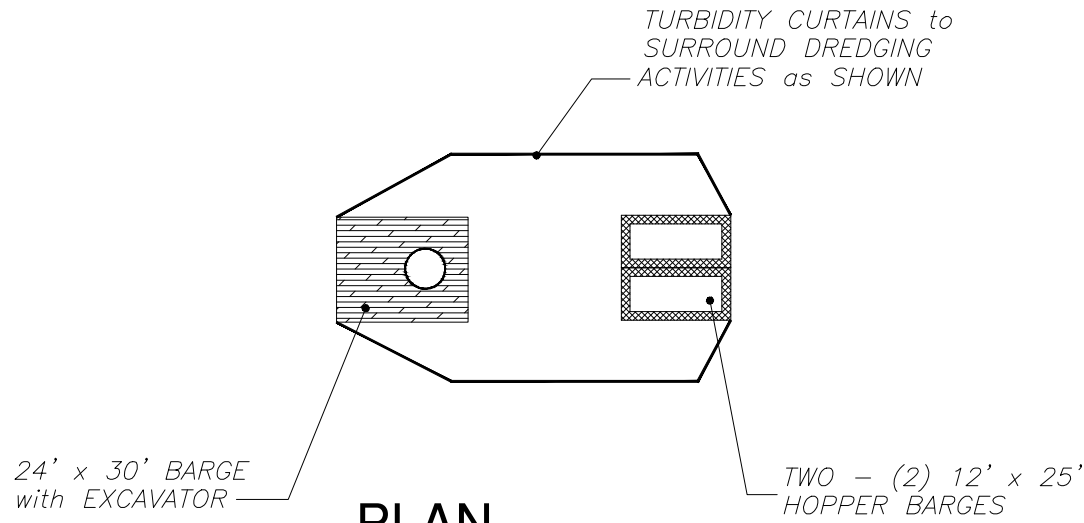 TURBIDITY CURTAINS to
SURROUND DREDGING
ACTIVITIES as SHOWN
24' x 30' BARGE
with EXCAVATOR
TWO – (2) 12' x 25'
HOPPER BARGES
PLAN